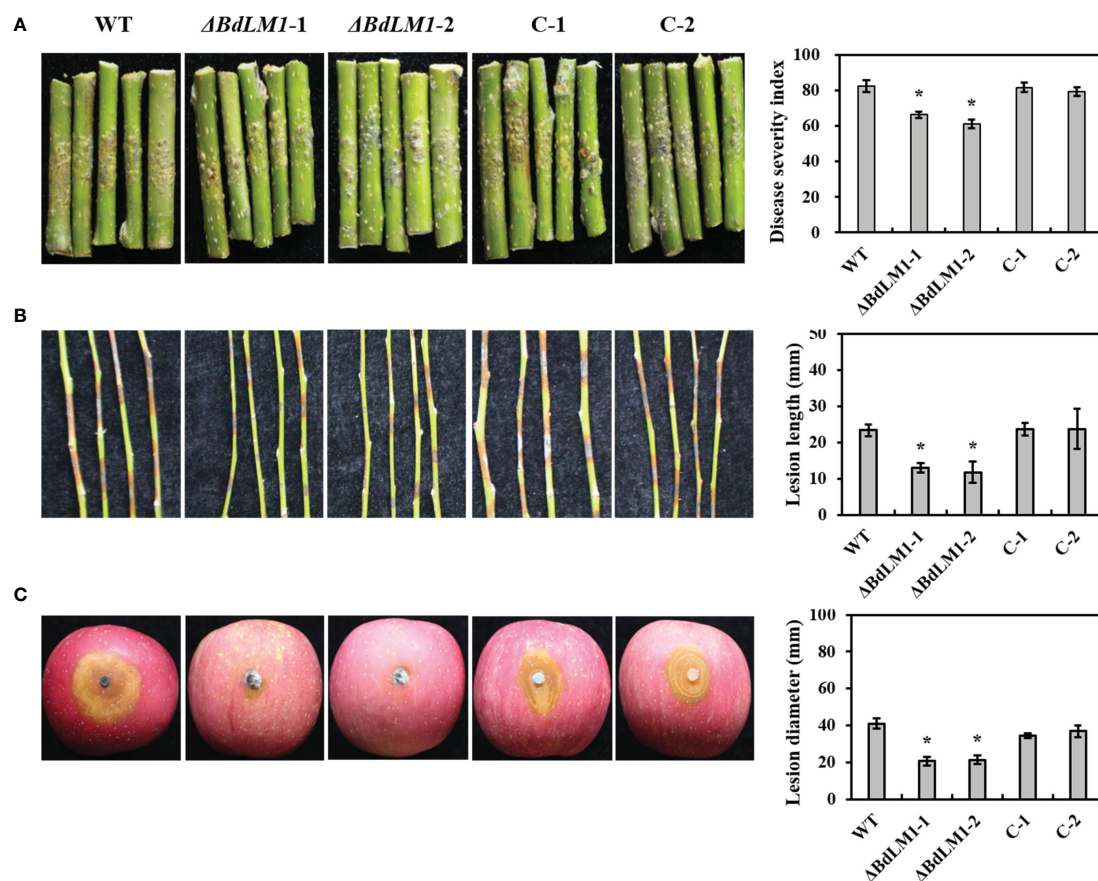 A
WT
ΔBdLM1-1
ΔBdLM1-2
C-1
C-2
Disease severity index
100
80
60
40
20
0
*
*
WT
ΔBdLM1-1
ΔBdLM1-2
C-1
C-2
B
Lesion length (mm)
50
40
30
20
10
0
*
*
WT
ΔBdLM1-1
ΔBdLM1-2
C-1
C-2
C
Lesion diameter (mm)
100
80
60
40
20
0
*
*
WT
ΔBdLM1-1
ΔBdLM1-2
C-1
C-2